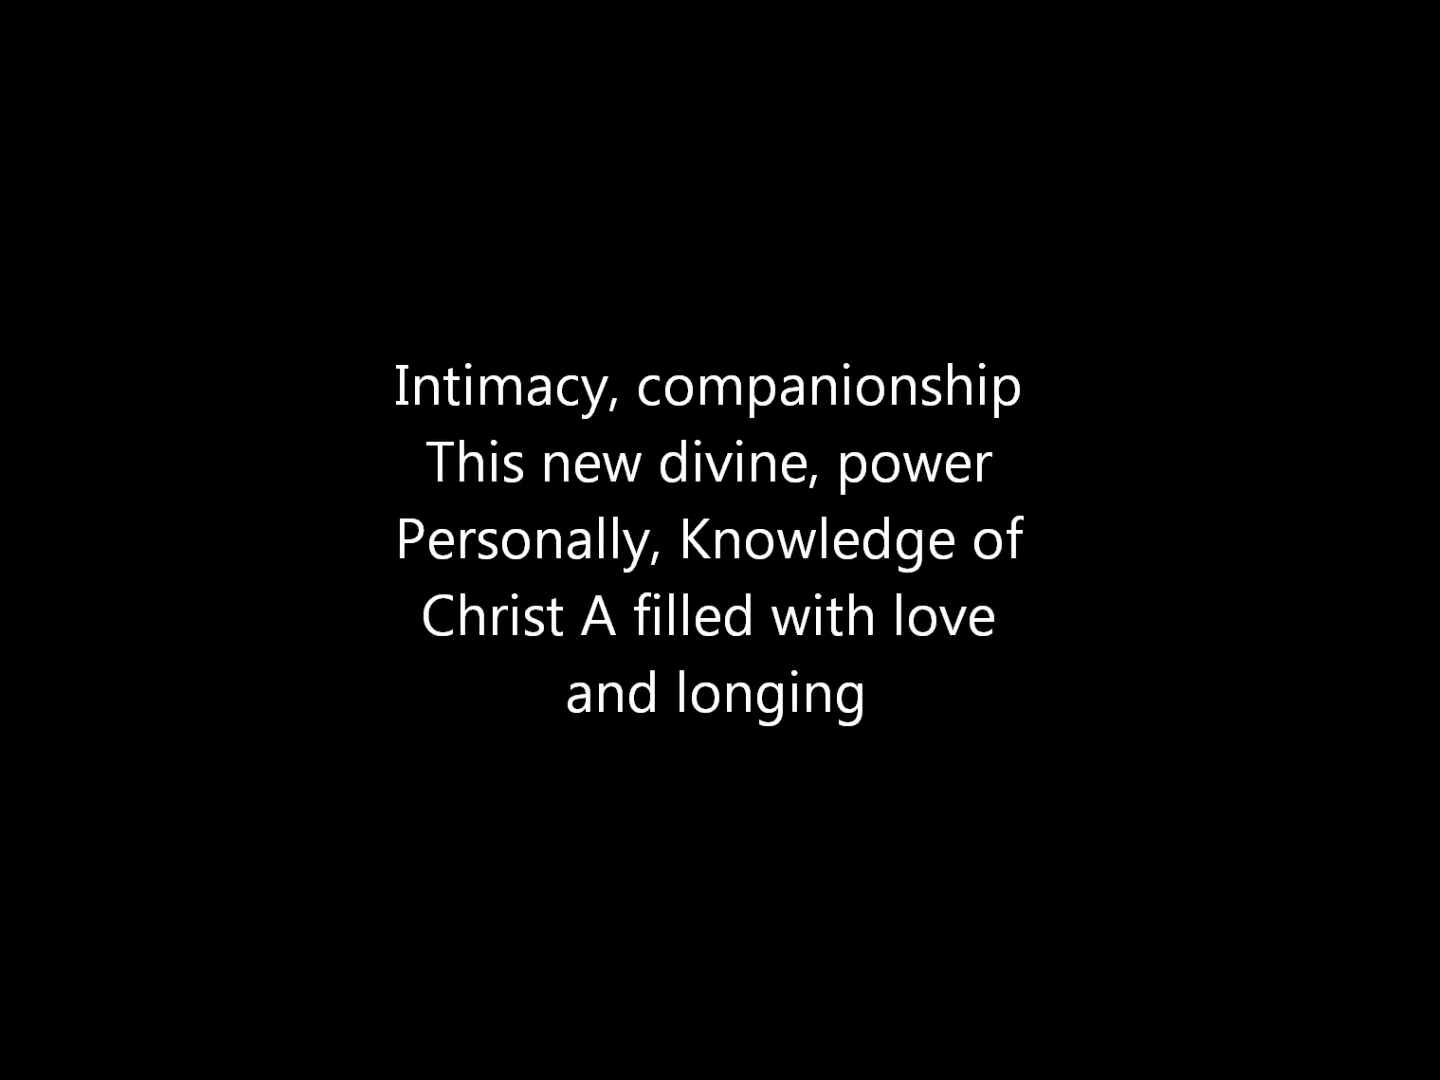 Intimacy, companionship
This new divine, power
Personally, Knowledge of
Christ A filled with love
and longing